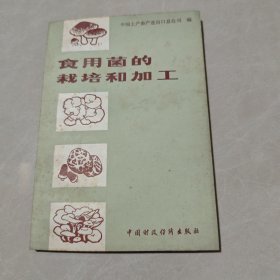 中国土产畜产进出口总公司 编
食用菌的
栽培和加工
中国财政经济出版社